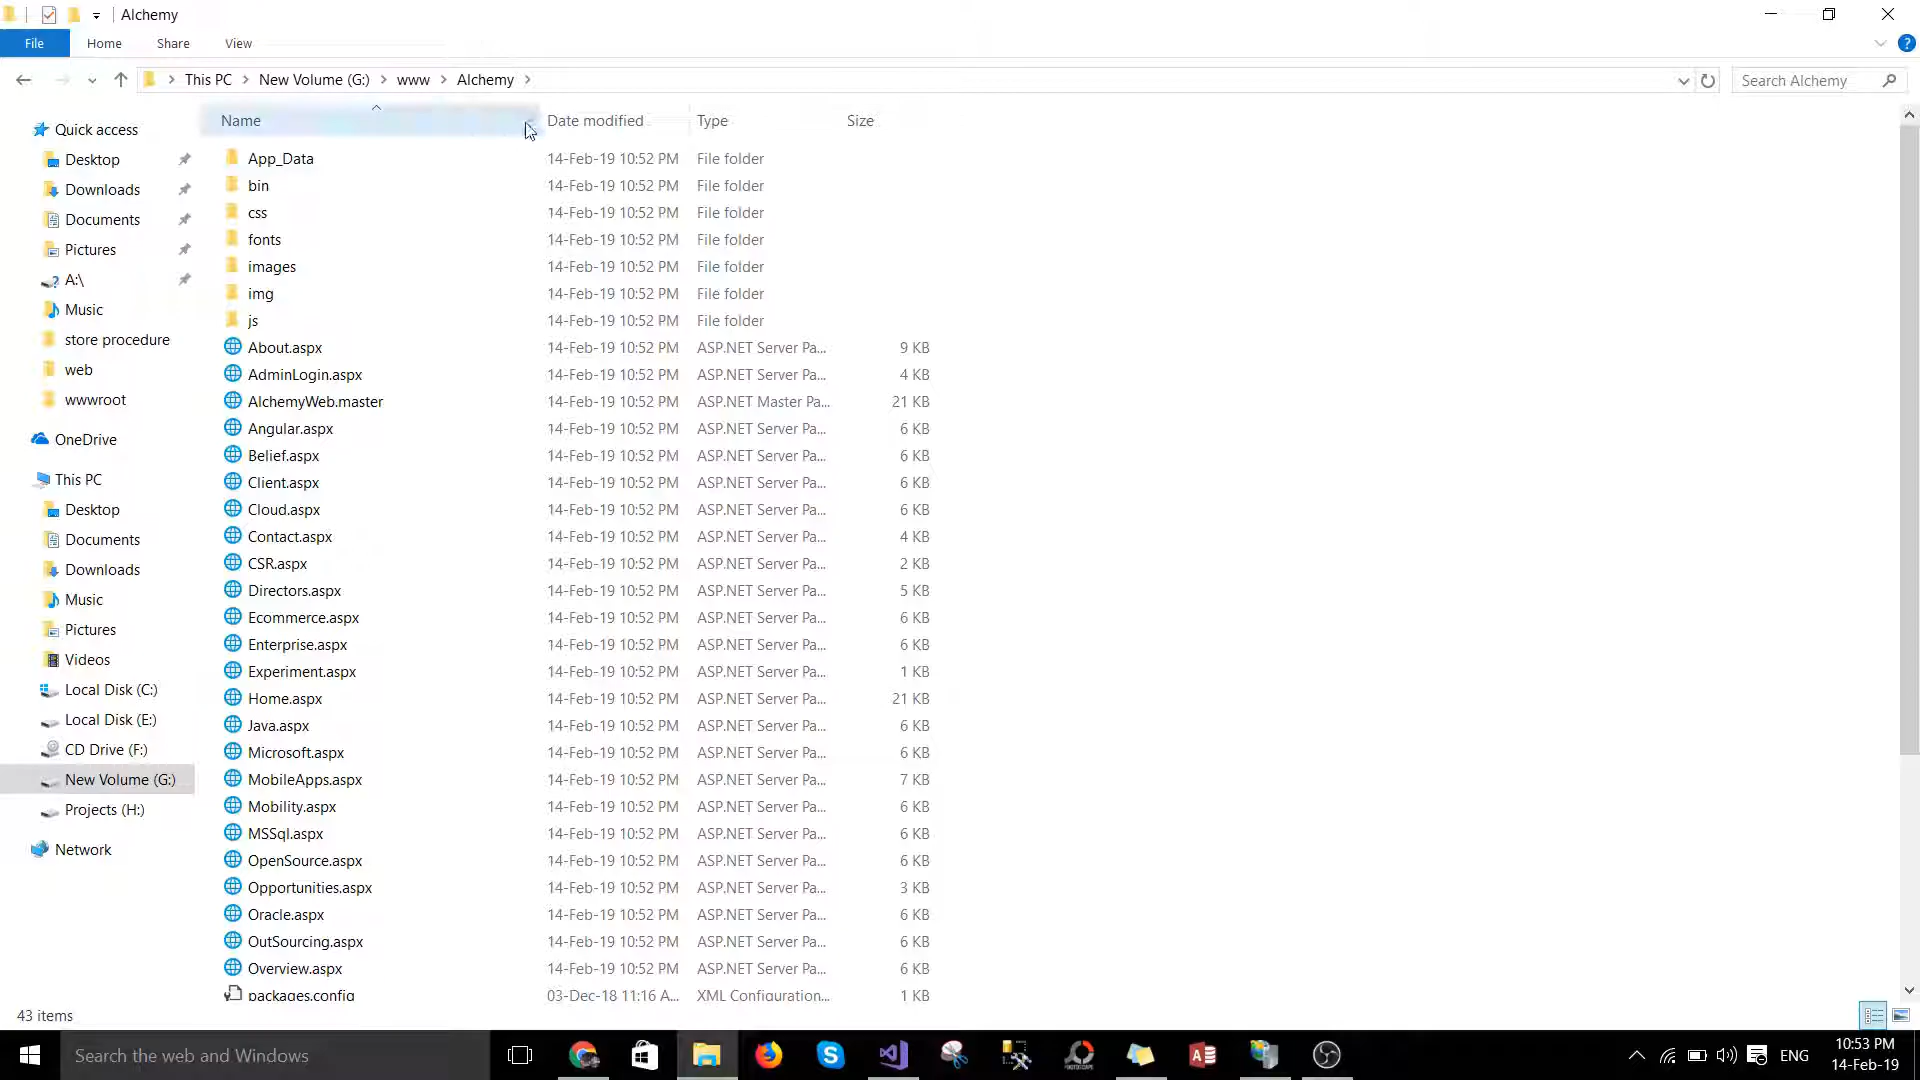 Alchemy
File Home Share View
This PC New Volume (G:) www Alchemy Search Alchemy
Name Date modified Type Size
Quick access
Desktop
Downloads
Documents
Pictures
A:\
Music
store procedure
web
wwwroot
OneDrive
This PC
Desktop
Documents
Downloads
Music
Pictures
Videos
Local Disk (C:)
Local Disk (E:)
CD Drive (F:)
New Volume (G:)
Projects (H:)
Network
App_Data 14-Feb-19 10:52 PM File folder
bin 14-Feb-19 10:52 PM File folder
css 14-Feb-19 10:52 PM File folder
fonts 14-Feb-19 10:52 PM File folder
images 14-Feb-19 10:52 PM File folder
img 14-Feb-19 10:52 PM File folder
js 14-Feb-19 10:52 PM File folder
About.aspx 14-Feb-19 10:52 PM ASP.NET Server Pa... 9 KB
AdminLogin.aspx 14-Feb-19 10:52 PM ASP.NET Server Pa... 4 KB
AlchemyWeb.master 14-Feb-19 10:52 PM ASP.NET Master Pa... 21 KB
Angular.aspx 14-Feb-19 10:52 PM ASP.NET Server Pa... 6 KB
Belief.aspx 14-Feb-19 10:52 PM ASP.NET Server Pa... 6 KB
Client.aspx 14-Feb-19 10:52 PM ASP.NET Server Pa... 6 KB
Cloud.aspx 14-Feb-19 10:52 PM ASP.NET Server Pa... 6 KB
Contact.aspx 14-Feb-19 10:52 PM ASP.NET Server Pa... 4 KB
CSR.aspx 14-Feb-19 10:52 PM ASP.NET Server Pa... 2 KB
Directors.aspx 14-Feb-19 10:52 PM ASP.NET Server Pa... 5 KB
Ecommerce.aspx 14-Feb-19 10:52 PM ASP.NET Server Pa... 6 KB
Enterprise.aspx 14-Feb-19 10:52 PM ASP.NET Server Pa... 6 KB
Experiment.aspx 14-Feb-19 10:52 PM ASP.NET Server Pa... 1 KB
Home.aspx 14-Feb-19 10:52 PM ASP.NET Server Pa... 21 KB
Java.aspx 14-Feb-19 10:52 PM ASP.NET Server Pa... 6 KB
Microsoft.aspx 14-Feb-19 10:52 PM ASP.NET Server Pa... 6 KB
MobileApps.aspx 14-Feb-19 10:52 PM ASP.NET Server Pa... 7 KB
Mobility.aspx 14-Feb-19 10:52 PM ASP.NET Server Pa... 6 KB
MSSql.aspx 14-Feb-19 10:52 PM ASP.NET Server Pa... 6 KB
OpenSource.aspx 14-Feb-19 10:52 PM ASP.NET Server Pa... 6 KB
Opportunities.aspx 14-Feb-19 10:52 PM ASP.NET Server Pa... 3 KB
Oracle.aspx 14-Feb-19 10:52 PM ASP.NET Server Pa... 6 KB
OutSourcing.aspx 14-Feb-19 10:52 PM ASP.NET Server Pa... 6 KB
Overview.aspx 14-Feb-19 10:52 PM ASP.NET Server Pa... 6 KB
packages.config 03-Dec-18 11:16 A... XML Configuration... 1 KB
43 items
Search the web and Windows
ENG
10:53 PM
14-Feb-19